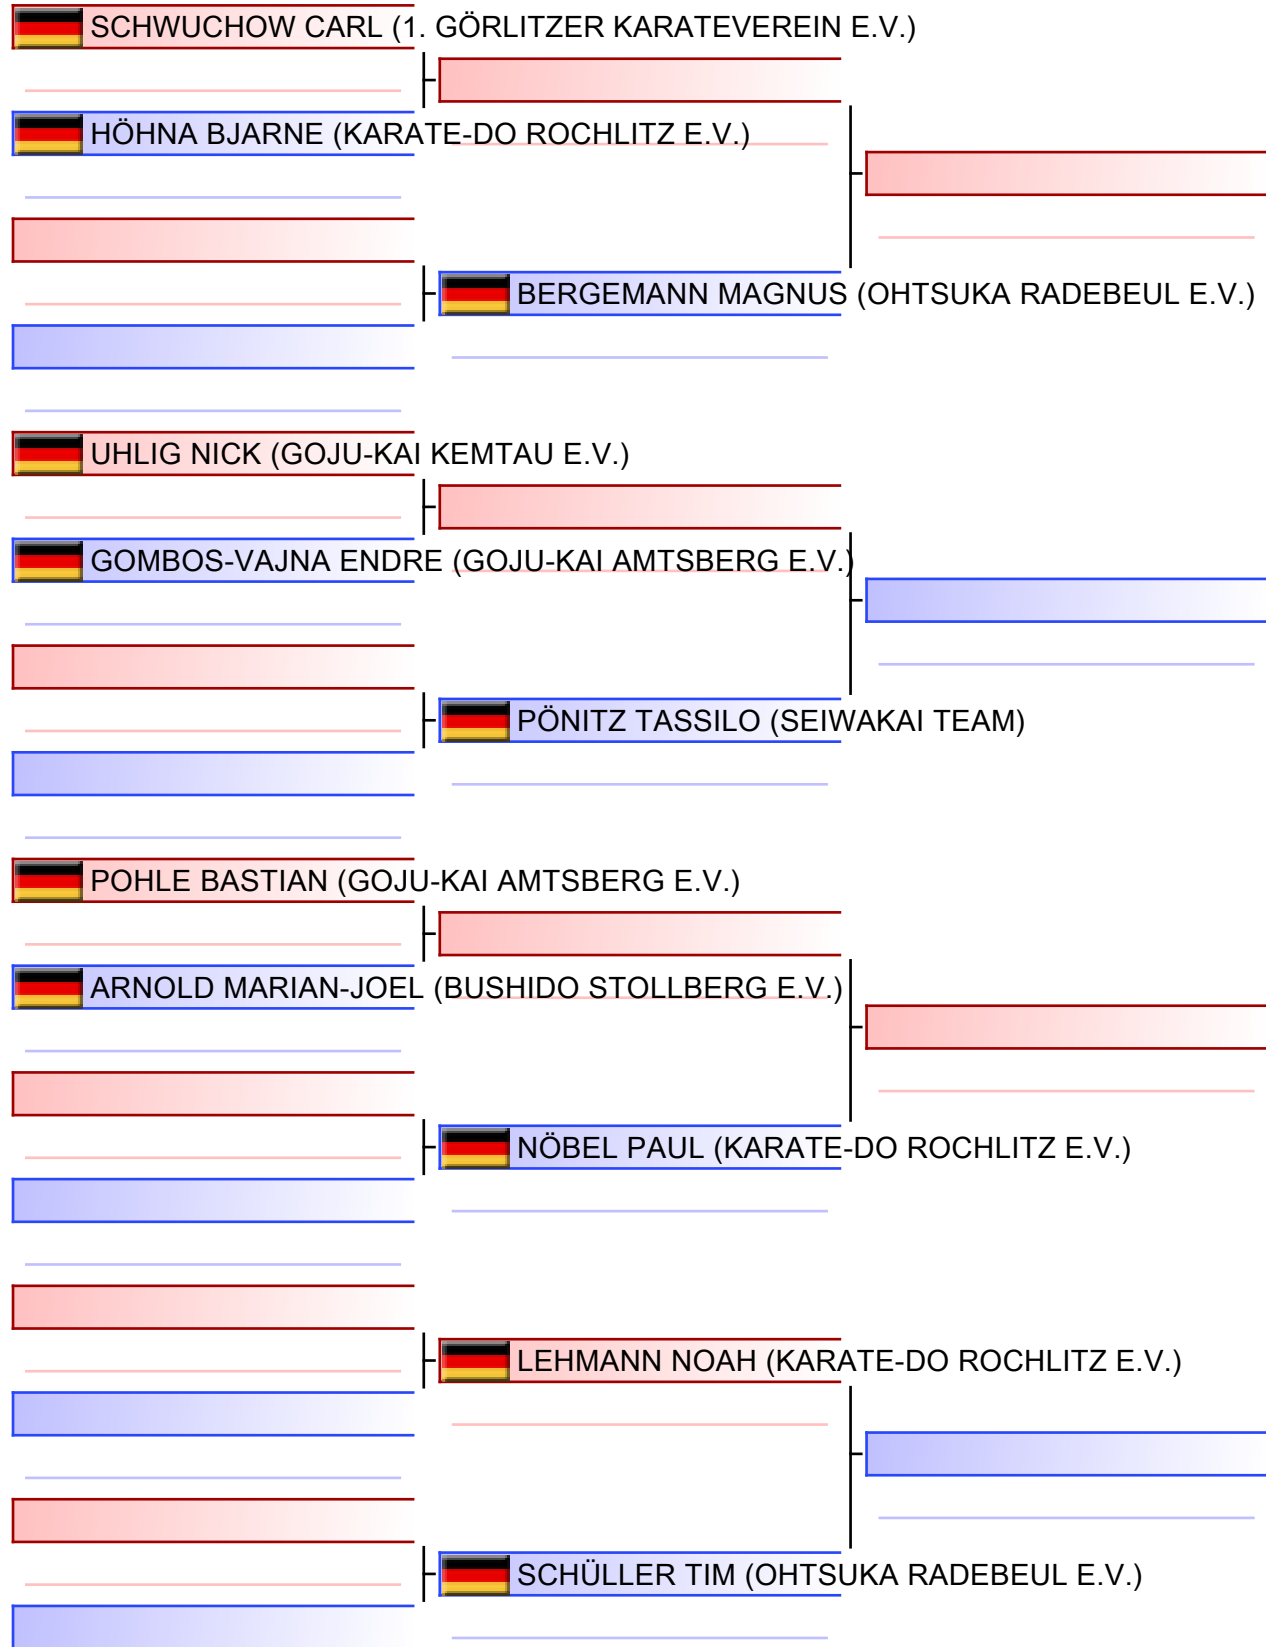 SCHWUCHOW CARL (1. GÖRLITZER KARATEVEREIN E.V.)
HÖHNA BJARNE (KARATE-DO ROCHLITZ E.V.)
BERGEMANN MAGNUS (OHTSUKA RADEBEUL E.V.)
UHLIG NICK (GOJU-KAI KEMTAU E.V.)
GOMBOS-VAJNA ENDRE (GOJU-KAI AMTSBERG E.V.)
PÖNITZ TASSILO (SEIWAKAI TEAM)
POHLE BASTIAN (GOJU-KAI AMTSBERG E.V.)
ARNOLD MARIAN-JOEL (BUSHIDO STOLLBERG E.V.)
NÖBEL PAUL (KARATE-DO ROCHLITZ E.V.)
LEHMANN NOAH (KARATE-DO ROCHLITZ E.V.)
SCHÜLLER TIM (OHTSUKA RADEBEUL E.V.)